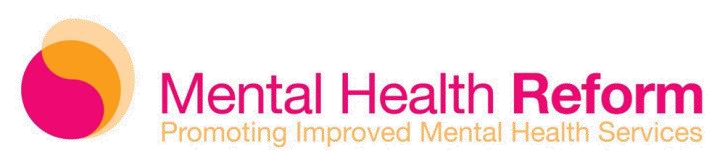 Mental Health Reform
Promoting Improved Mental Health Services